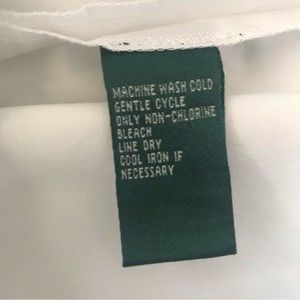 MACHINE WASH COLD
GENTLE CYCLE
ONLY NON-CHLORINE
BLEACH
LINE DRY
COOL IRON IF
NECESSARY